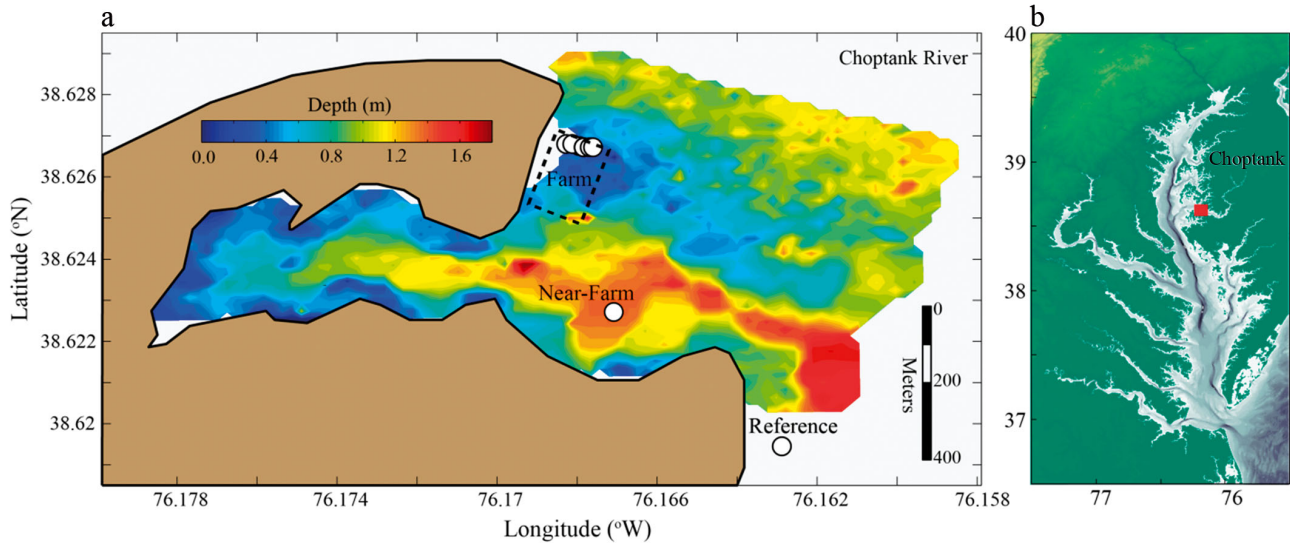 a
Choptank River
Depth (m)
0.0 0.4 0.8 1.2 1.6
Farm
Near-Farm
Reference
0
200
400
Meters
38.628
38.626
38.624
38.622
38.62
Latitude (°N)
76.178 76.174 76.17 76.166 76.162 76.158
Longitude (°W)
b
Choptank
40
39
38
37
77 76